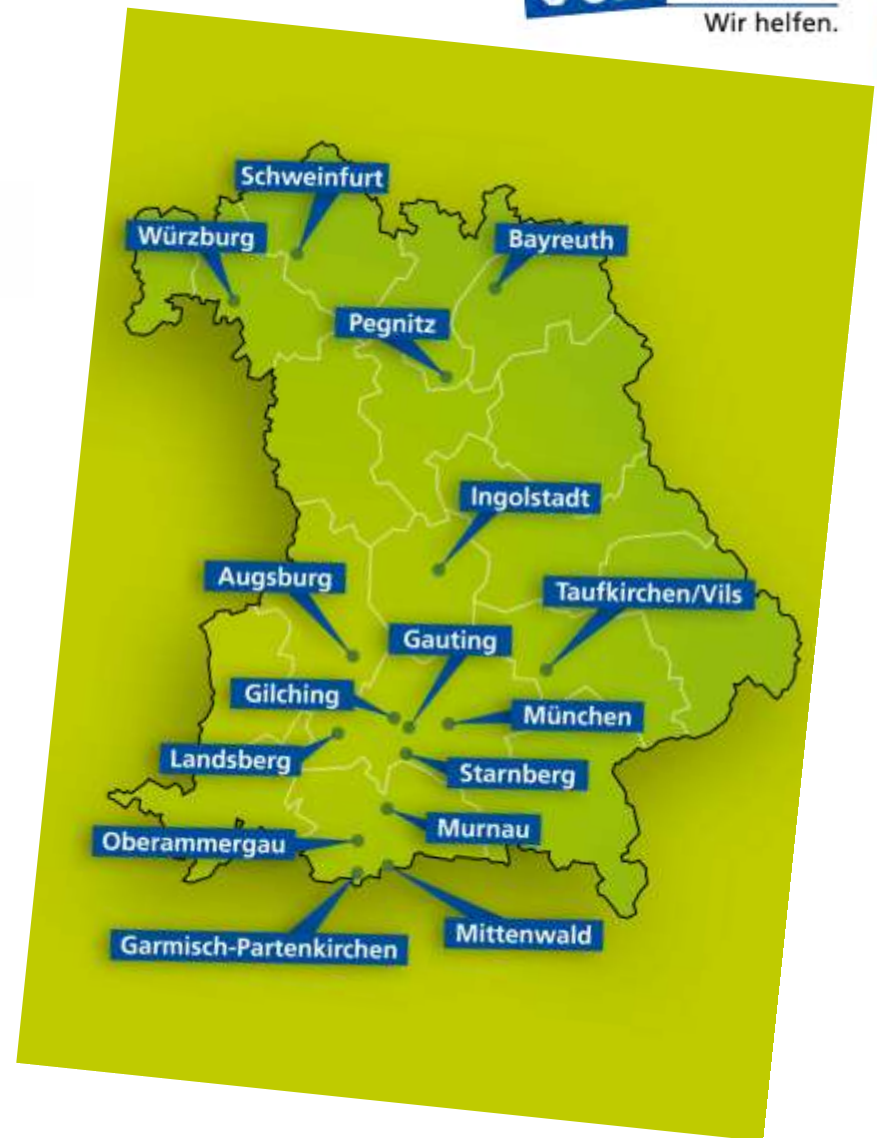 Wir helfen.
Schweinfurt
Würzburg
Bayreuth
Pegnitz
Ingolstadt
Augsburg
Taufkirchen/Vils
Gauting
Gilching
München
Landsberg
Starnberg
Murnau
Oberammergau
Mittenwald
Garmisch-Partenkirchen